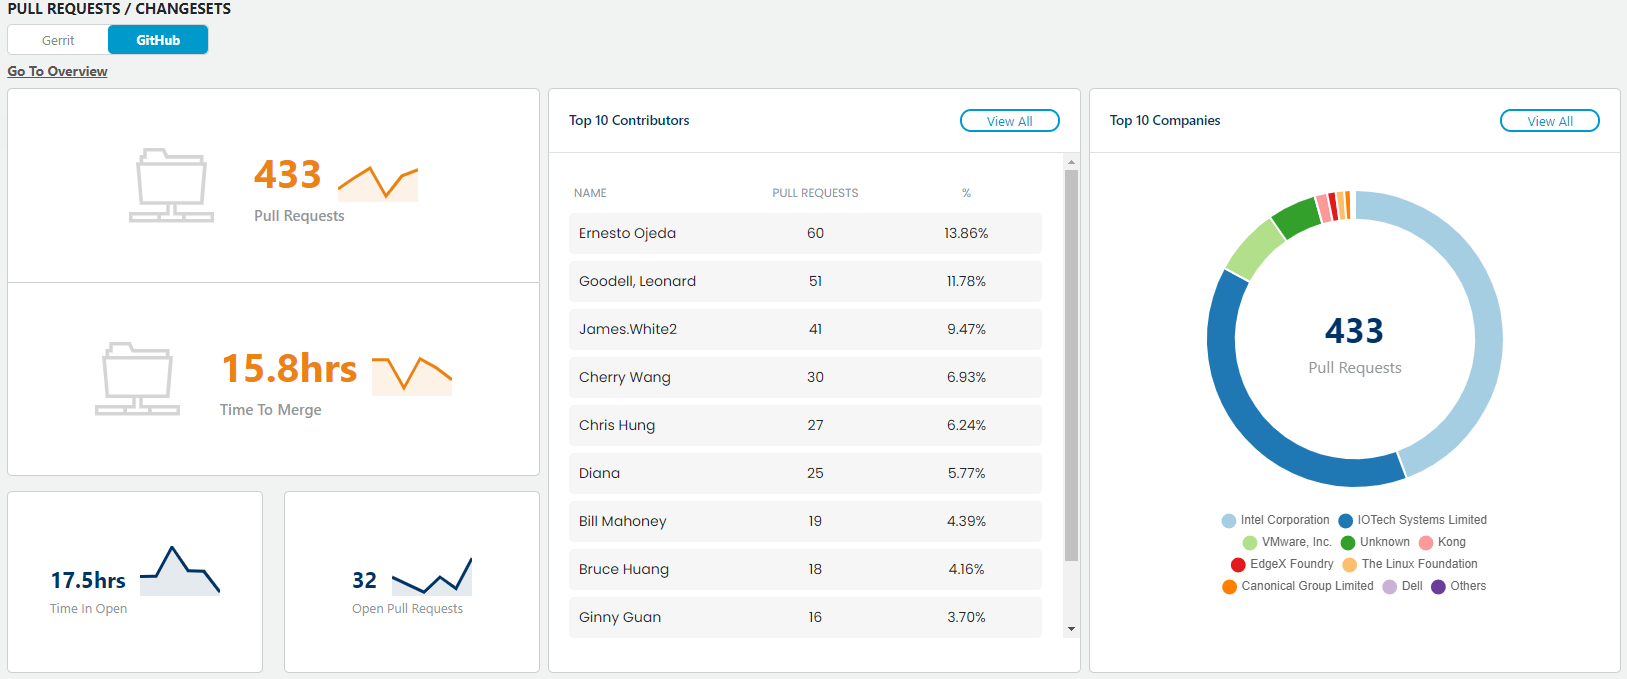 PULL REQUESTS / CHANGESETS
Gerrit GitHub
Go To Overview
433
Pull Requests
15.8hrs
Time To Merge
17.5hrs
Time In Open
32
Open Pull Requests
Top 10 Contributors View All
NAME PULL REQUESTS %
Ernesto Ojeda 60 13.86%
Goodell, Leonard 51 11.78%
James.White2 41 9.47%
Cherry Wang 30 6.93%
Chris Hung 27 6.24%
Diana 25 5.77%
Bill Mahoney 19 4.39%
Bruce Huang 18 4.16%
Ginny Guan 16 3.70%
Top 10 Companies View All
433
Pull Requests
Intel Corporation IOTech Systems Limited
VMware, Inc. Unknown Kong
EdgeX Foundry The Linux Foundation
Canonical Group Limited Dell Others